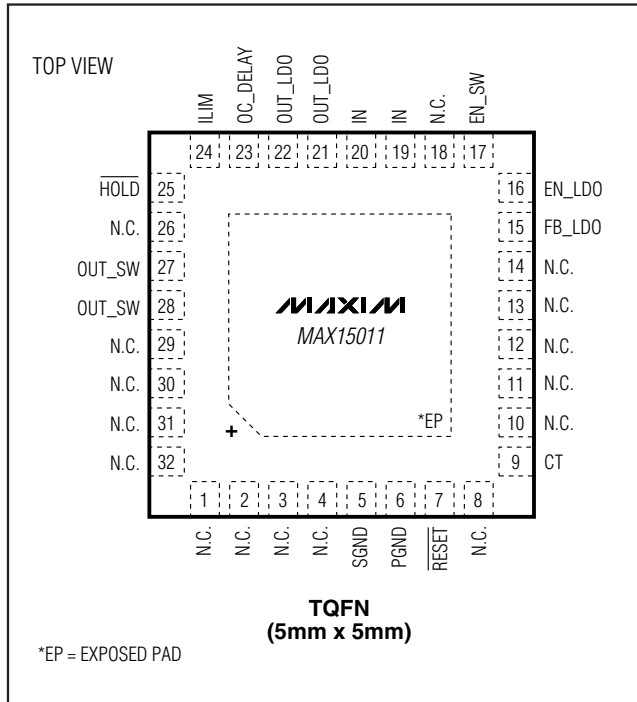 TOP VIEW
ILIM
OC_DELAY
OUT_LDO
OUT_LDO
IN
IN
N.C.
EN_SW
24 23 22 21 20 19 18 17
HOLD 25
N.C. 26
OUT_SW 27
OUT_SW 28
N.C. 29
N.C. 30
N.C. 31
N.C. 32
16 EN_LDO
15 FB_LDO
14 N.C.
13 N.C.
12 N.C.
11 N.C.
10 N.C.
9 CT
MAXIM
MAX15011
+
*EP
1 2 3 4 5 6 7 8
N.C.
N.C.
N.C.
N.C.
SGND
PGND
RESET
N.C.
TQFN
(5mm x 5mm)
*EP = EXPOSED PAD